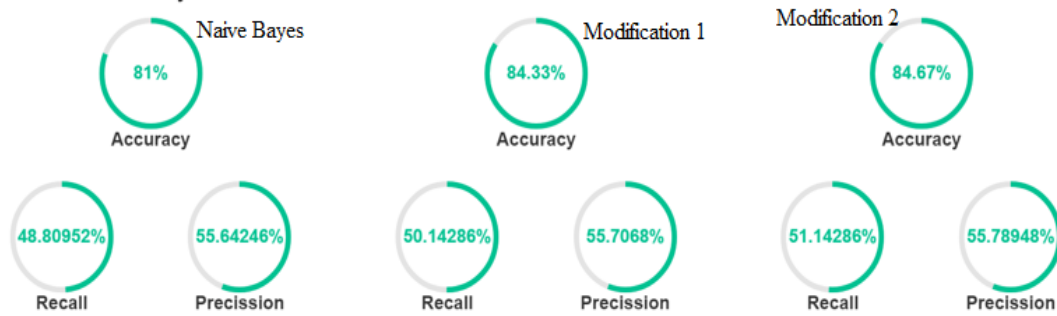 Naive Bayes
81%
Accuracy
48.80952%
Recall
55.64246%
Precission
Modification 1
84.33%
Accuracy
50.14286%
Recall
55.7068%
Precission
Modification 2
84.67%
Accuracy
51.14286%
Recall
55.78948%
Precission